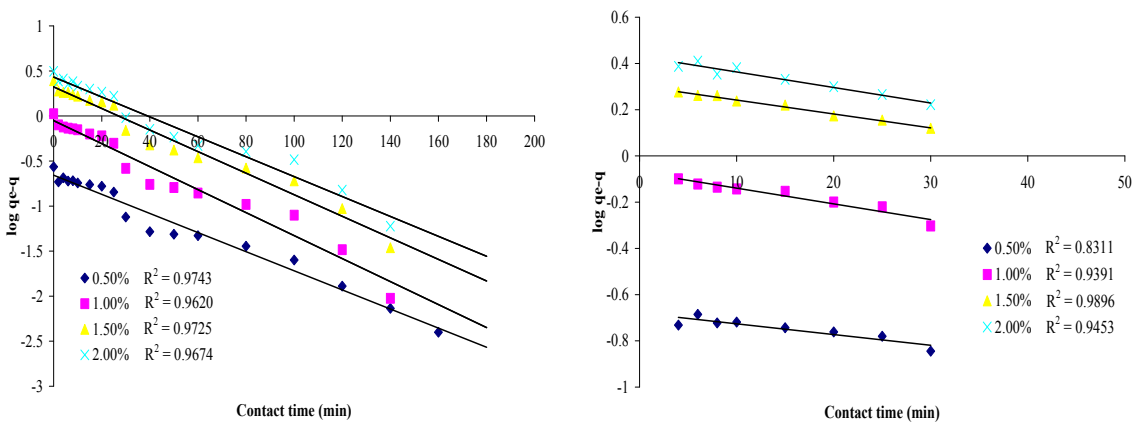 1
0.5
0
-0.5
-1
-1.5
-2
-2.5
-3
0 20 40 60 80 100 120 140 160 180 200
log qe-q
Contact time (min)
0.50% R² = 0.9743
1.00% R² = 0.9620
1.50% R² = 0.9725
2.00% R² = 0.9674
0.6
0.4
0.2
0
-0.2
-0.4
-0.6
-0.8
-1
0 10 20 30 40 50
log qe-q
Contact time (min)
0.50% R² = 0.8311
1.00% R² = 0.9391
1.50% R² = 0.9896
2.00% R² = 0.9453